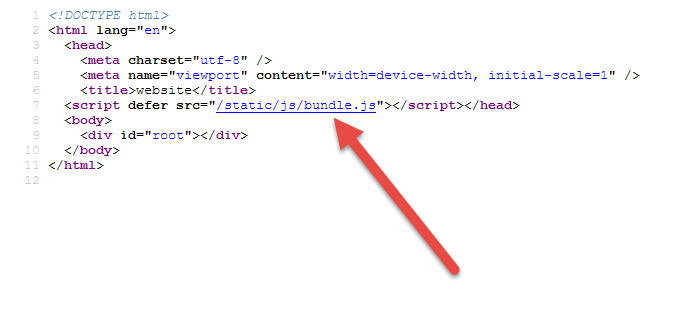 1 <!DOCTYPE html>
2 <html lang="en">
3   <head>
4     <meta charset="utf-8" />
5     <meta name="viewport" content="width=device-width, initial-scale=1" />
6     <title>website</title>
7   <script defer src="/static/js/bundle.js"></script></head>
8   <body>
9     <div id="root"></div>
10   </body>
11 </html>
12